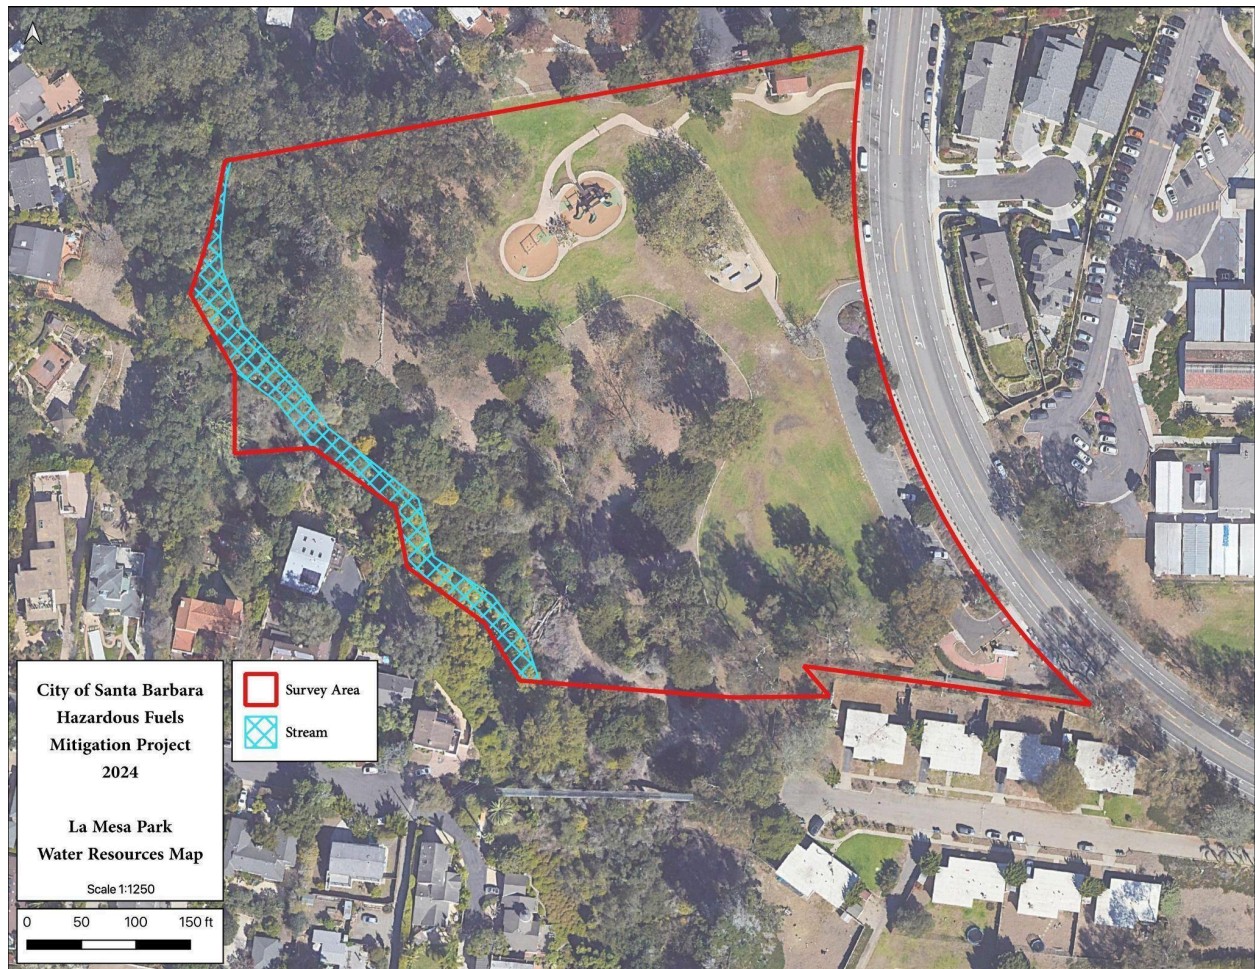 City of Santa Barbara
Hazardous Fuels
Mitigation Project
2024
La Mesa Park
Water Resources Map
Scale 1:1250
0 50 100 150 ft
Survey Area
Stream